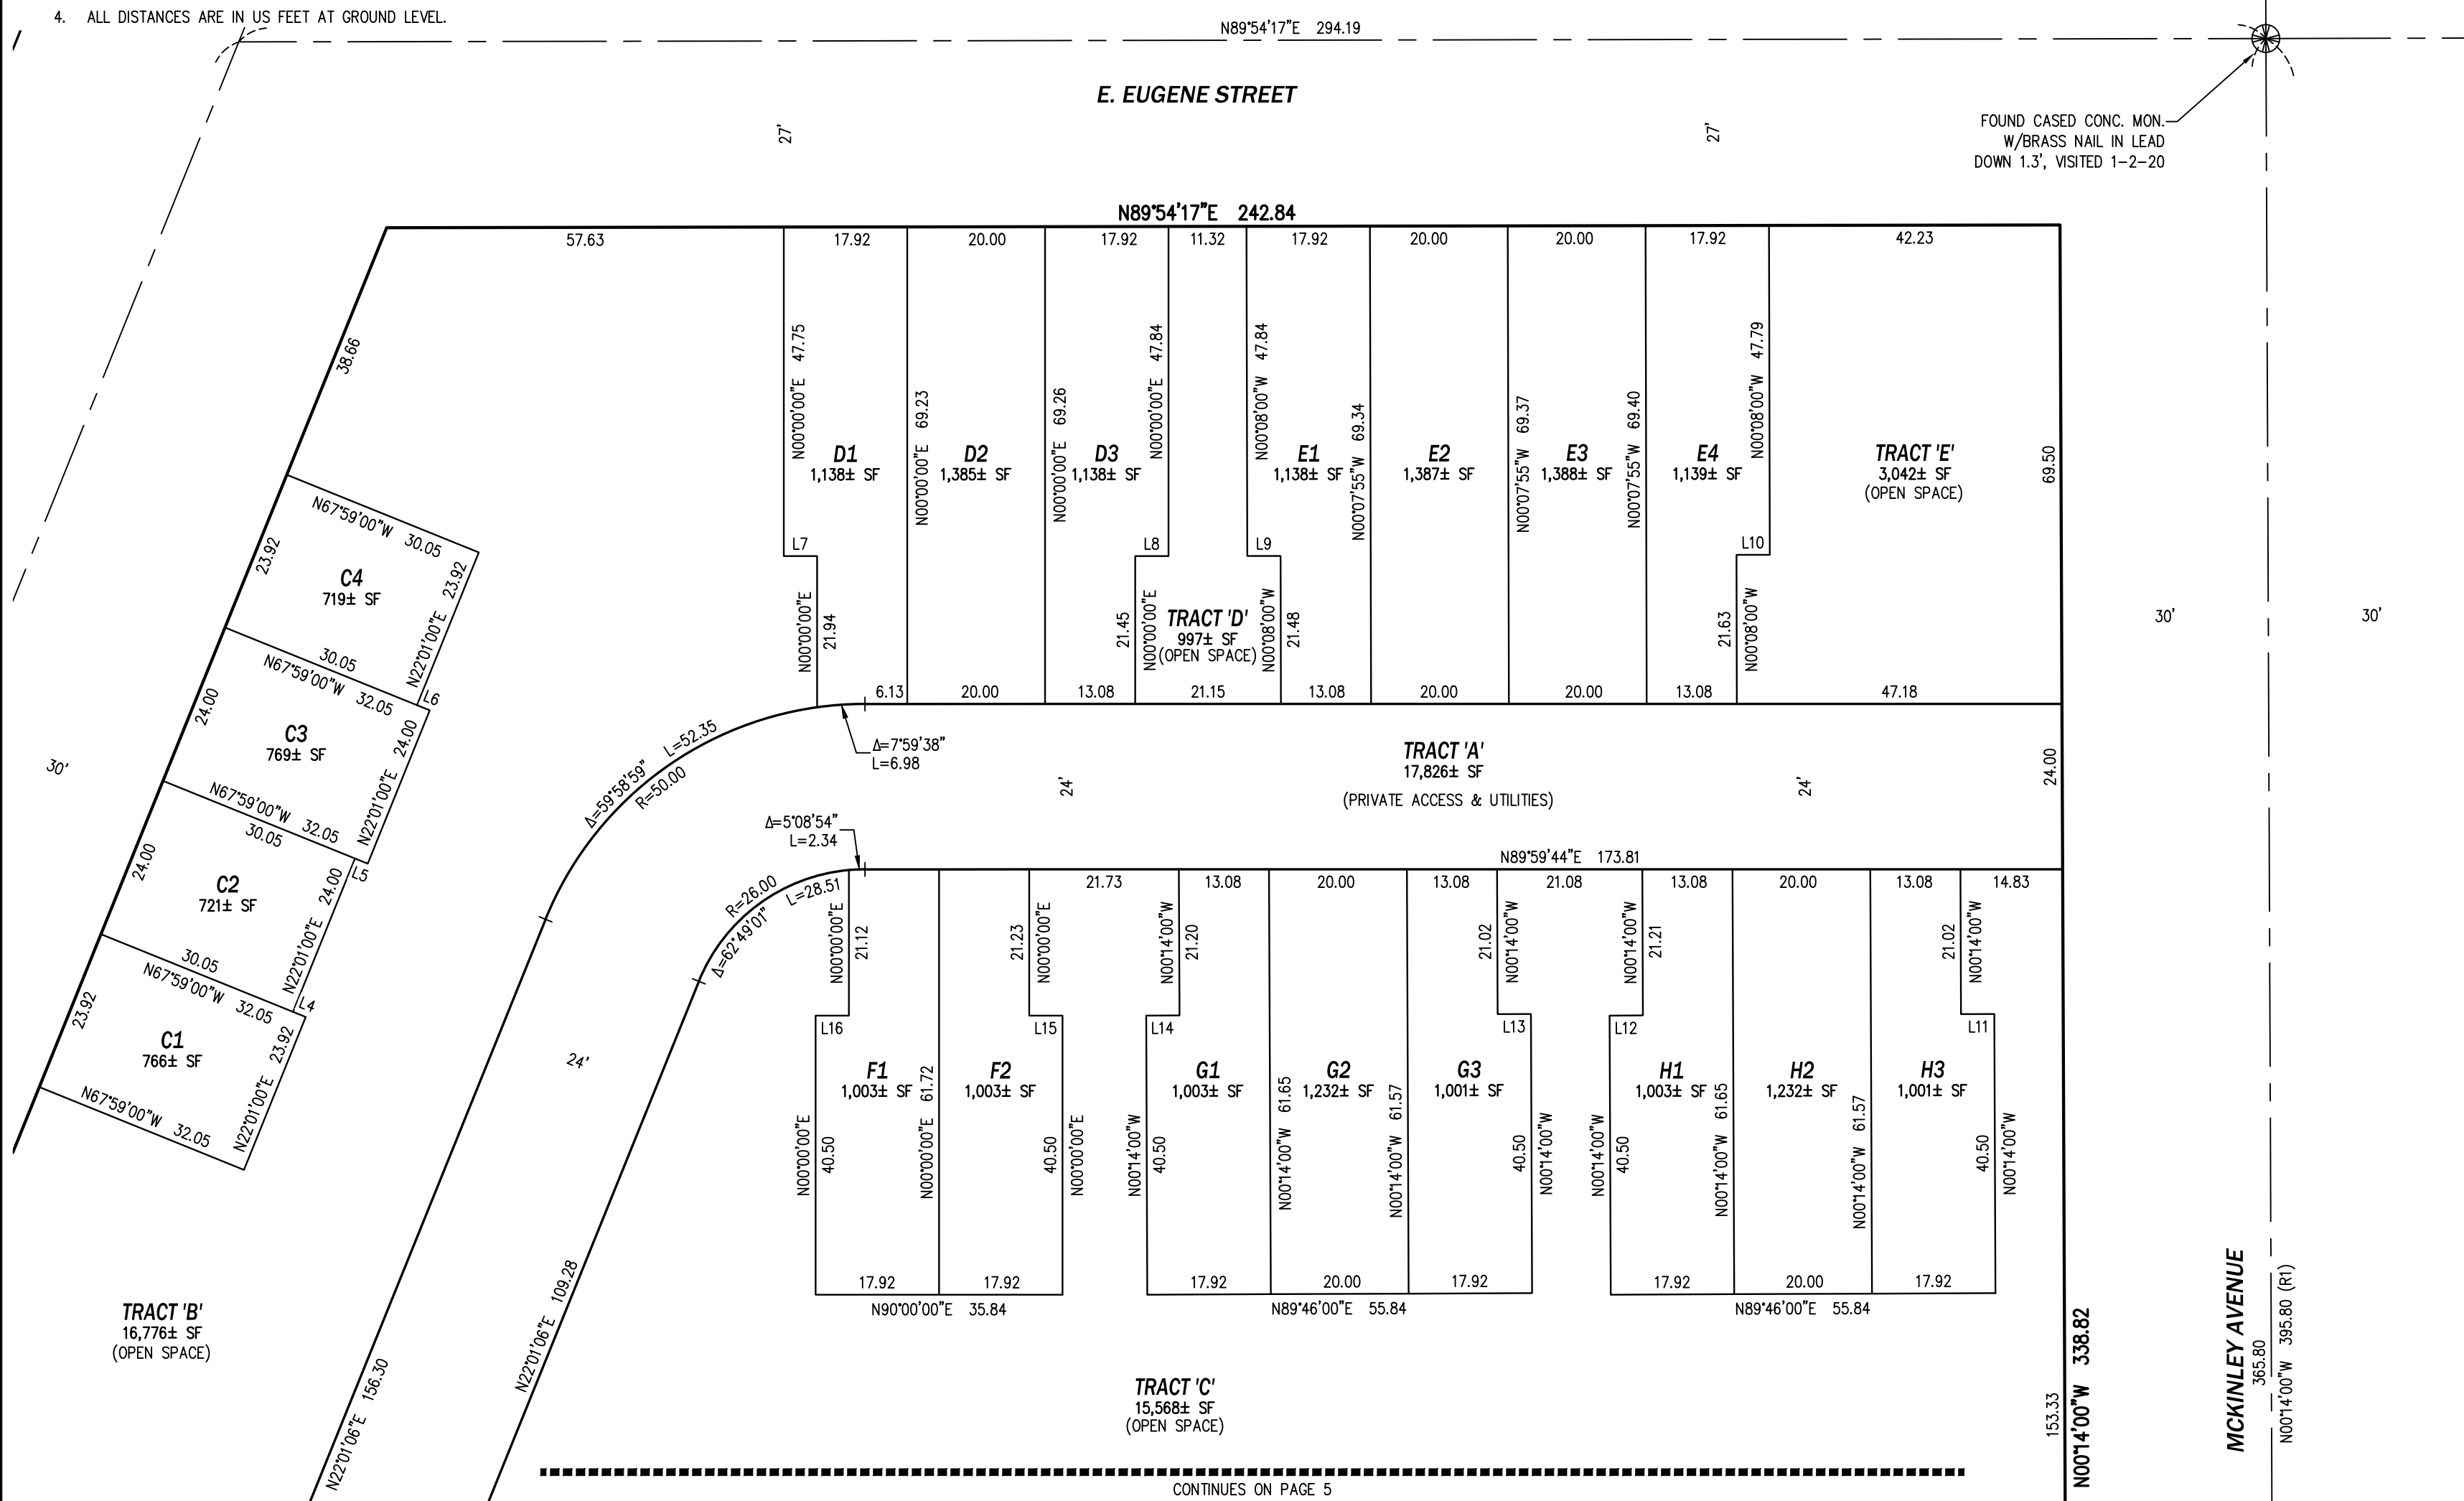 4. ALL DISTANCES ARE IN US FEET AT GROUND LEVEL.
N89°54'17"E 294.19
E. EUGENE STREET
27'
27'
FOUND CASED CONC. MON.
W/BRASS NAIL IN LEAD
DOWN 1.3', VISITED 1-2-20
N89°54'17"E 242.84
57.63
17.92
20.00
17.92
11.32
17.92
20.00
20.00
17.92
42.23
38.66
N00°00'00"E 47.75
N00°00'00"E 69.23
N00°00'00"E 69.26
N00°00'00"E 47.84
N00°08'00"W 47.84
N00°07'55"W 69.34
N00°07'55"W 69.37
N00°07'55"W 69.40
N00°08'00"W 47.79
69.50
D1
1,138± SF
D2
1,385± SF
D3
1,138± SF
E1
1,138± SF
E2
1,387± SF
E3
1,388± SF
E4
1,139± SF
TRACT 'E'
3,042± SF
(OPEN SPACE)
L7
L8
L9
L10
N00°00'00"E
21.94
21.45
N00°00'00"E
TRACT 'D'
997± SF
(OPEN SPACE)
N00°08'00"W
21.48
21.63
N00°08'00"W
6.13
20.00
13.08
21.15
13.08
20.00
20.00
13.08
47.18
30'
30'
N67°59'00"W 30.05
23.92
C4
719± SF
N22°01'00"E 23.92
30.05
N67°59'00"W 32.05
L6
24.00
C3
769± SF
N22°01'00"E 24.00
N67°59'00"W 32.05
30.05
L5
24.00
C2
721± SF
N22°01'00"E 24.00
30.05
N67°59'00"W 32.05
L4
23.92
C1
766± SF
N22°01'00"E 23.92
N67°59'00"W 32.05
30'
Δ=59°58'59" L=52.35
R=50.00
Δ=7°59'38"
L=6.98
24'
TRACT 'A'
17,826± SF
(PRIVATE ACCESS & UTILITIES)
24'
24.00
Δ=5°08'54"
L=2.34
R=26.00
L=28.51
Δ=62°49'01"
N89°59'44"E 173.81
21.73
13.08
20.00
13.08
21.08
13.08
20.00
13.08
14.83
N00°00'00"E
21.12
21.23
N00°00'00"E
N00°14'00"W
21.20
21.02
N00°14'00"W
N00°14'00"W
21.21
21.02
N00°14'00"W
L16
L15
L14
L13
L12
L11
24'
F1
1,003± SF
F2
1,003± SF
G1
1,003± SF
G2
1,232± SF
G3
1,001± SF
H1
1,003± SF
H2
1,232± SF
H3
1,001± SF
N00°00'00"E
40.50
N00°00'00"E 61.72
40.50
N00°00'00"E
N00°14'00"W
40.50
N00°14'00"W 61.65
N00°14'00"W 61.57
40.50
N00°14'00"W
N00°14'00"W
40.50
N00°14'00"W 61.65
N00°14'00"W 61.57
40.50
N00°14'00"W
17.92
17.92
17.92
20.00
17.92
17.92
20.00
17.92
N90°00'00"E 35.84
N89°46'00"E 55.84
N89°46'00"E 55.84
TRACT 'B'
16,776± SF
(OPEN SPACE)
N22°01'06"E 156.30
N22°01'06"E 109.28
TRACT 'C'
15,568± SF
(OPEN SPACE)
153.33
N00°14'00"W 338.82
MCKINLEY AVENUE
365.80
N00°14'00"W 395.80 (R1)
CONTINUES ON PAGE 5